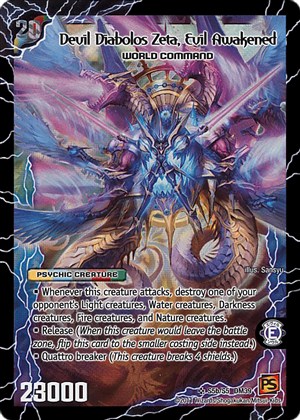 20
Devil Diabolos Zeta, Evil Awakened
WORLD COMMAND
illus. Sansyu
PSYCHIC CREATURE
• Whenever this creature attacks, destroy one of your
opponent's Light creatures, Water creatures, Darkness
creatures, Fire creatures, and Nature creatures.
• Release (When this creature would leave the battle
zone, flip this card to the smaller costing side instead.)
• Quattro breaker (This creature breaks 4 shields.)
23000
PS